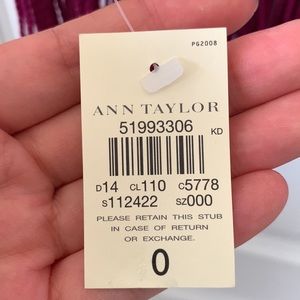 PG2008
ANN TAYLOR
51993306
KD
D14 CL110 C5778
S112422 SZ000
PLEASE RETAIN THIS STUB
IN CASE OF RETURN
OR EXCHANGE.
0